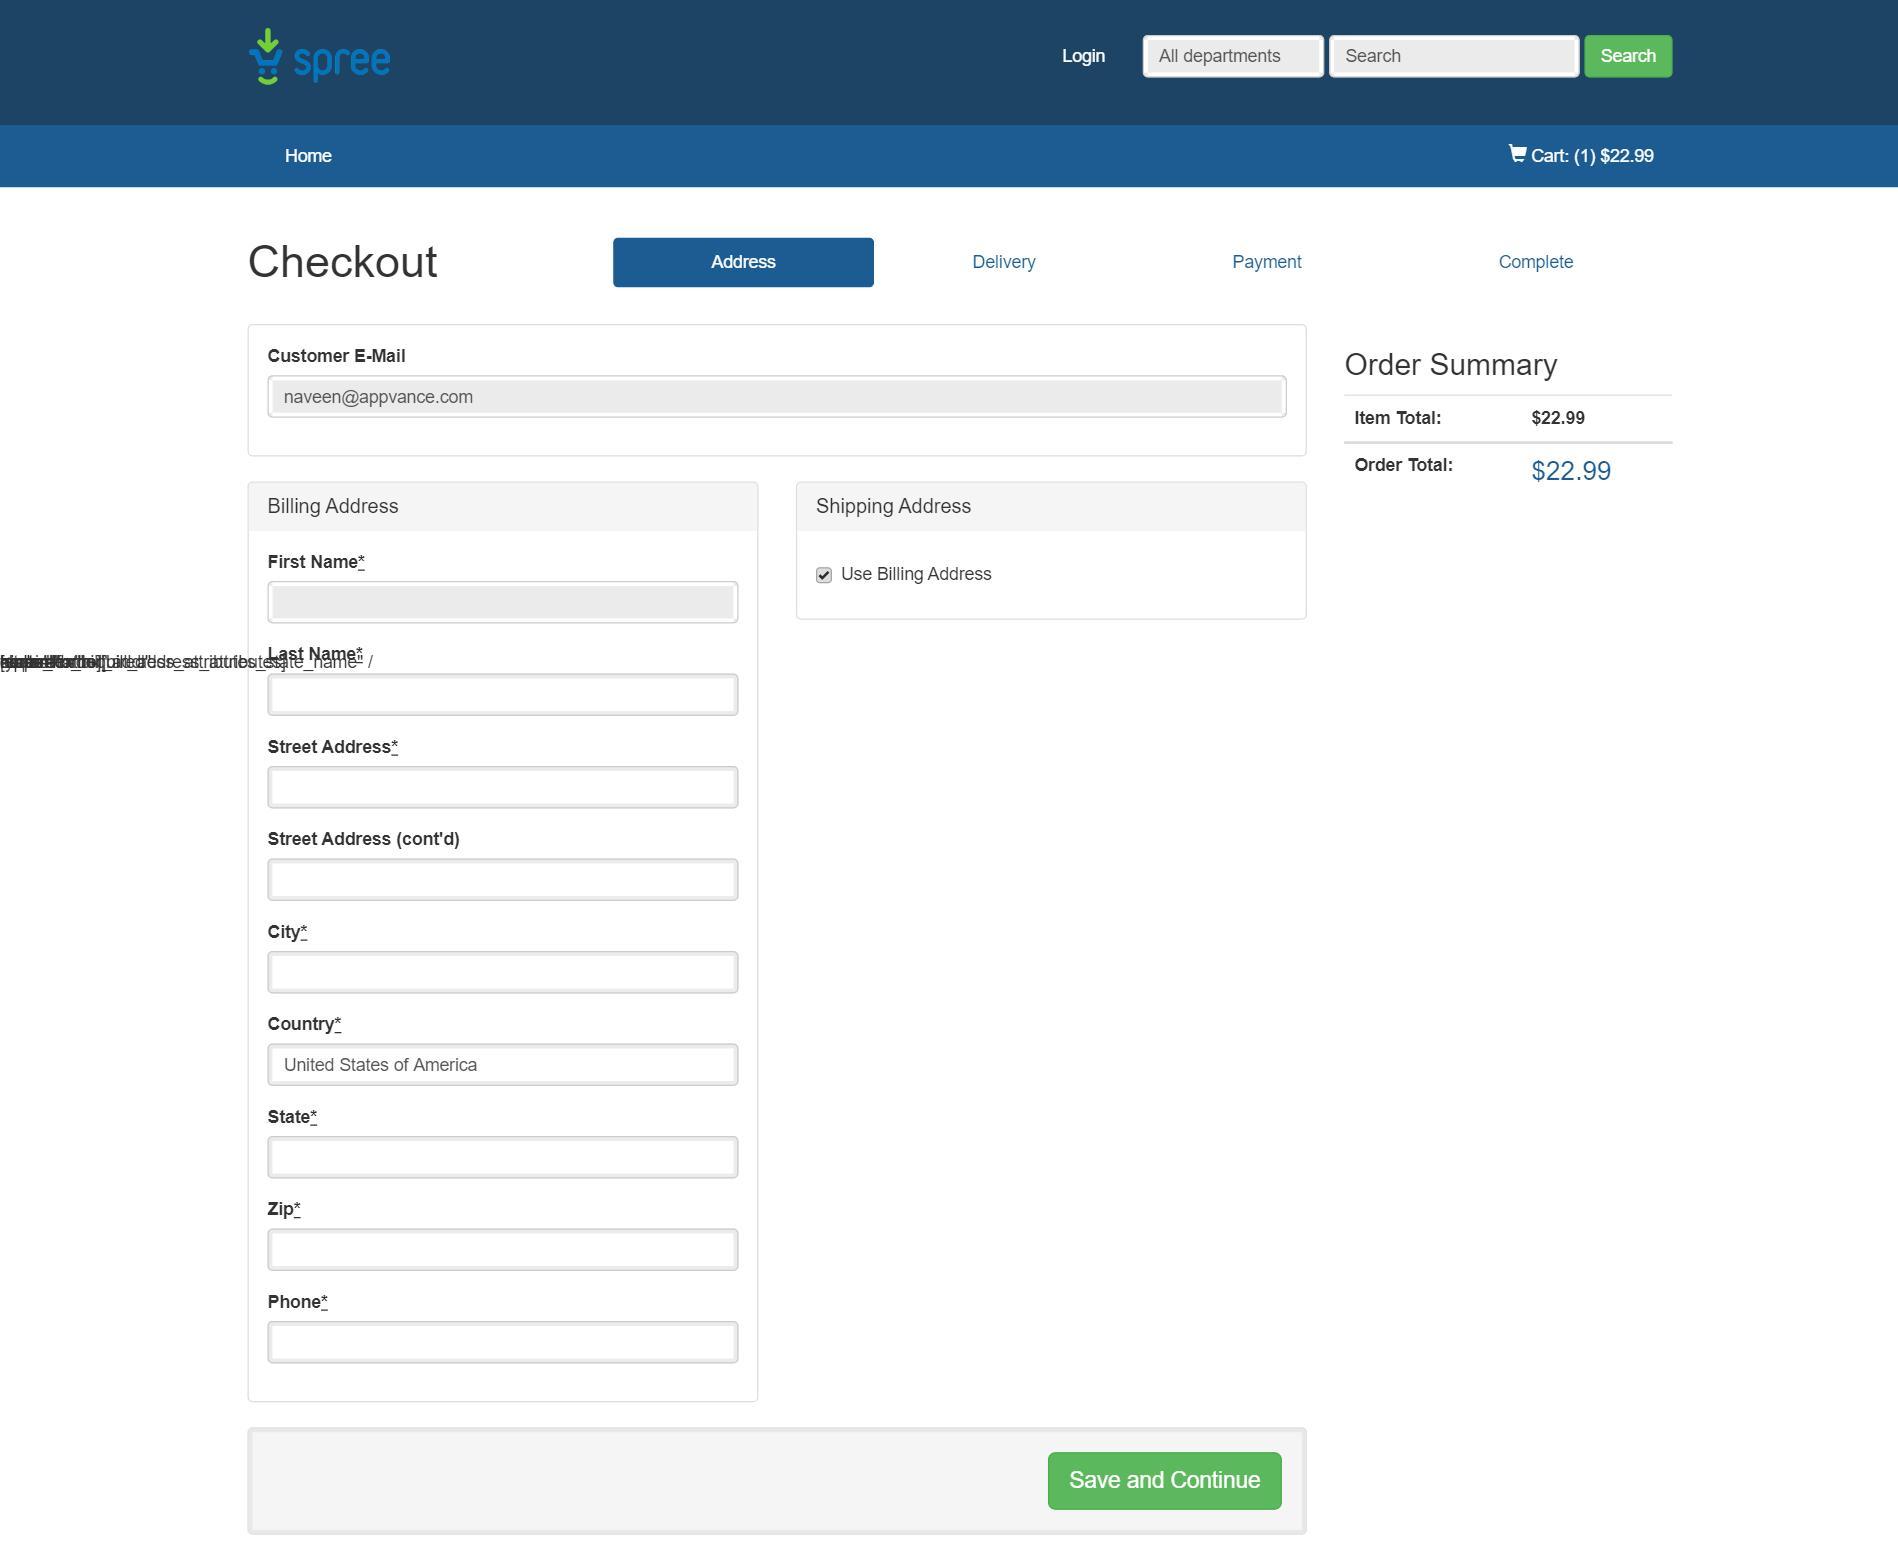 spree
Login
All departments
Search
Search
Home
Cart: (1) $22.99
Checkout
Address
Delivery
Payment
Complete
Customer E-Mail
naveen@appvance.com
Order Summary
Item Total: $22.99
Order Total: $22.99
Billing Address
First Name*
Last Name*
Street Address*
Street Address (cont'd)
City*
Country*
United States of America
State*
Zip*
Phone*
Shipping Address
Use Billing Address
Save and Continue